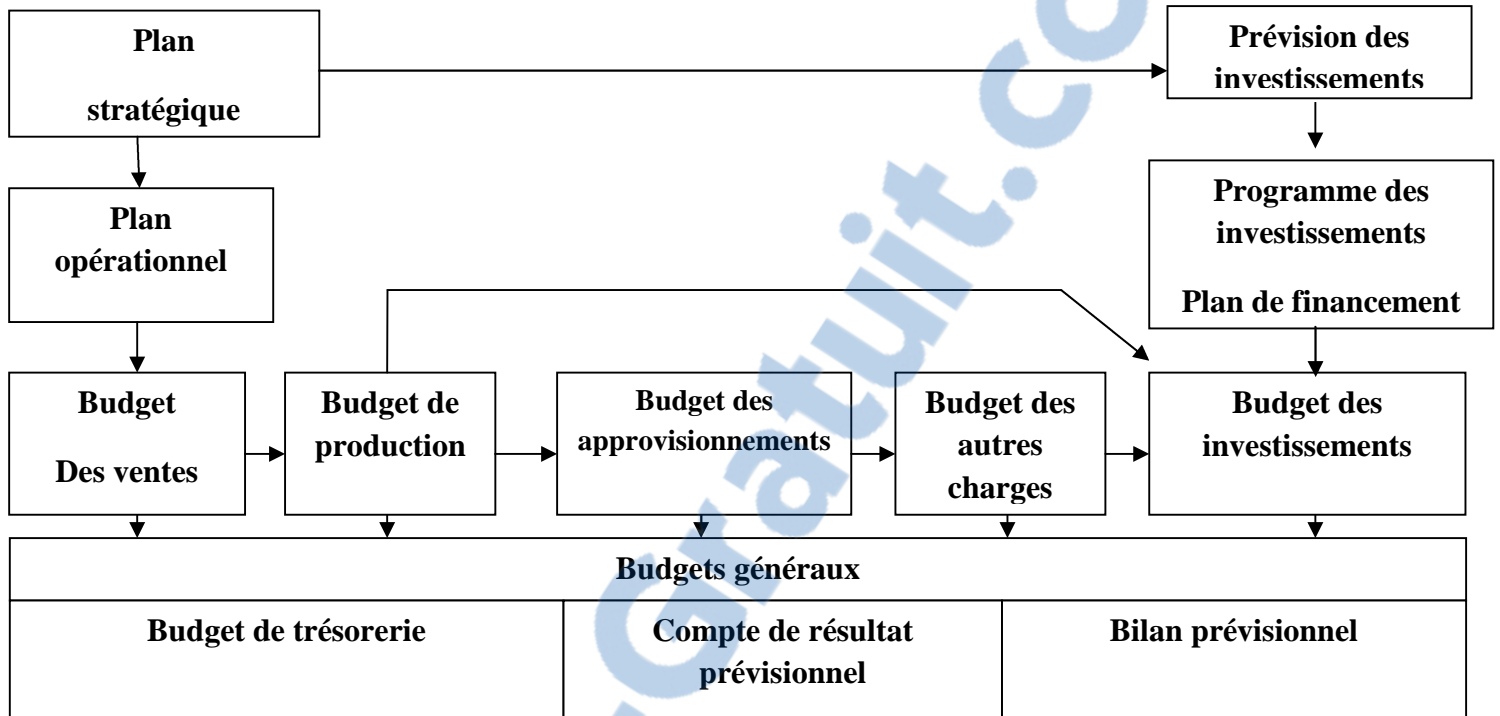 Plan
stratégique
Prévision des
investissements
Plan
opérationnel
Programme des
investissements
Plan de financement
Budget
Des ventes
Budget de
production
Budget des
approvisionnements
Budget des
autres
charges
Budget des
investissements
Budgets généraux
Budget de trésorerie
Compte de résultat
prévisionnel
Bilan prévisionnel
Gratuit.co